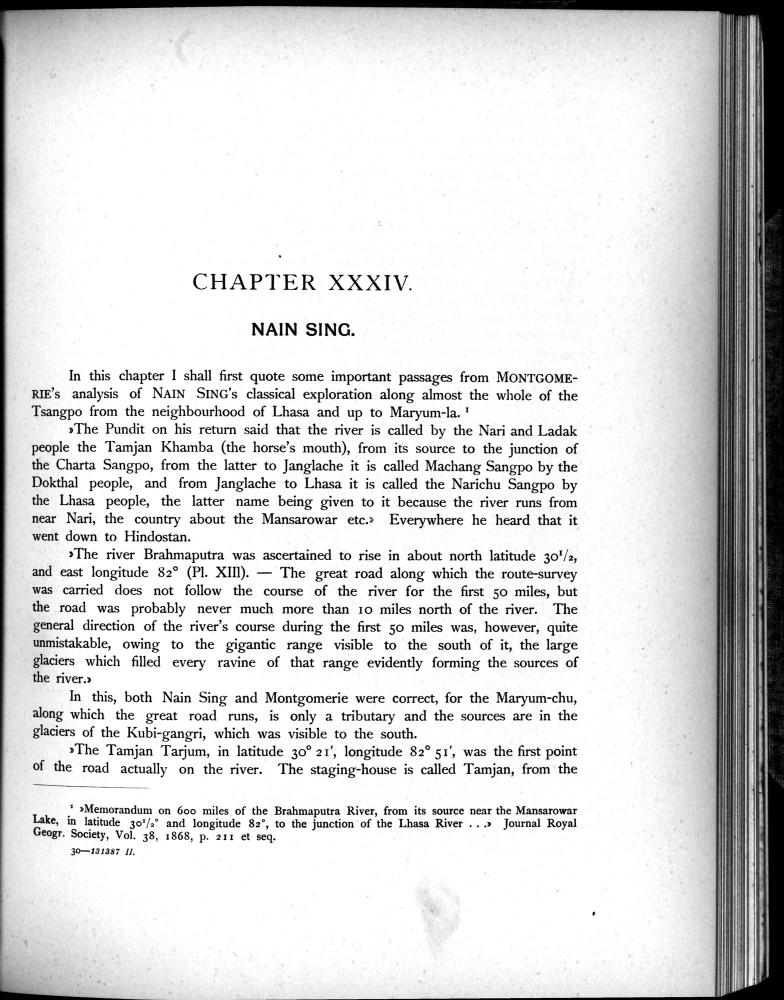 CHAPTER XXXIV.
NAIN SING.
In this chapter I shall first quote some important passages from MONTGOME-
RIE's analysis of NAIN SING's classical exploration along almost the whole of the
Tsangpo from the neighbourhood of Lhasa and up to Maryum-la. ¹
»The Pundit on his return said that the river is called by the Nari and Ladak
people the Tamjan Khamba (the horse's mouth), from its source to the junction of
the Charta Sangpo, from the latter to Janglache it is called Machang Sangpo by the
Dokthal people, and from Janglache to Lhasa it is called the Narichu Sangpo by
the Lhasa people, the latter name being given to it because the river runs from
near Nari, the country about the Mansarowar etc.» Everywhere he heard that it
went down to Hindostan.
»The river Brahmaputra was ascertained to rise in about north latitude 30¹/₂,
and east longitude 82° (Pl. XIII). — The great road along which the route-survey
was carried does not follow the course of the river for the first 50 miles, but
the road was probably never much more than 10 miles north of the river. The
general direction of the river's course during the first 50 miles was, however, quite
unmistakable, owing to the gigantic range visible to the south of it, the large
glaciers which filled every ravine of that range evidently forming the sources of
the river.»
In this, both Nain Sing and Montgomerie were correct, for the Maryum-chu,
along which the great road runs, is only a tributary and the sources are in the
glaciers of the Kubi-gangri, which was visible to the south.
»The Tamjan Tarjum, in latitude 30° 21′, longitude 82° 51′, was the first point
of the road actually on the river. The staging-house is called Tamjan, from the
¹ »Memorandum on 600 miles of the Brahmaputra River, from its source near the Mansarowar
Lake, in latitude 30¹/₂° and longitude 82°, to the junction of the Lhasa River . . .» Journal Royal
Geogr. Society, Vol. 38, 1868, p. 211 et seq.
30—131387 II.